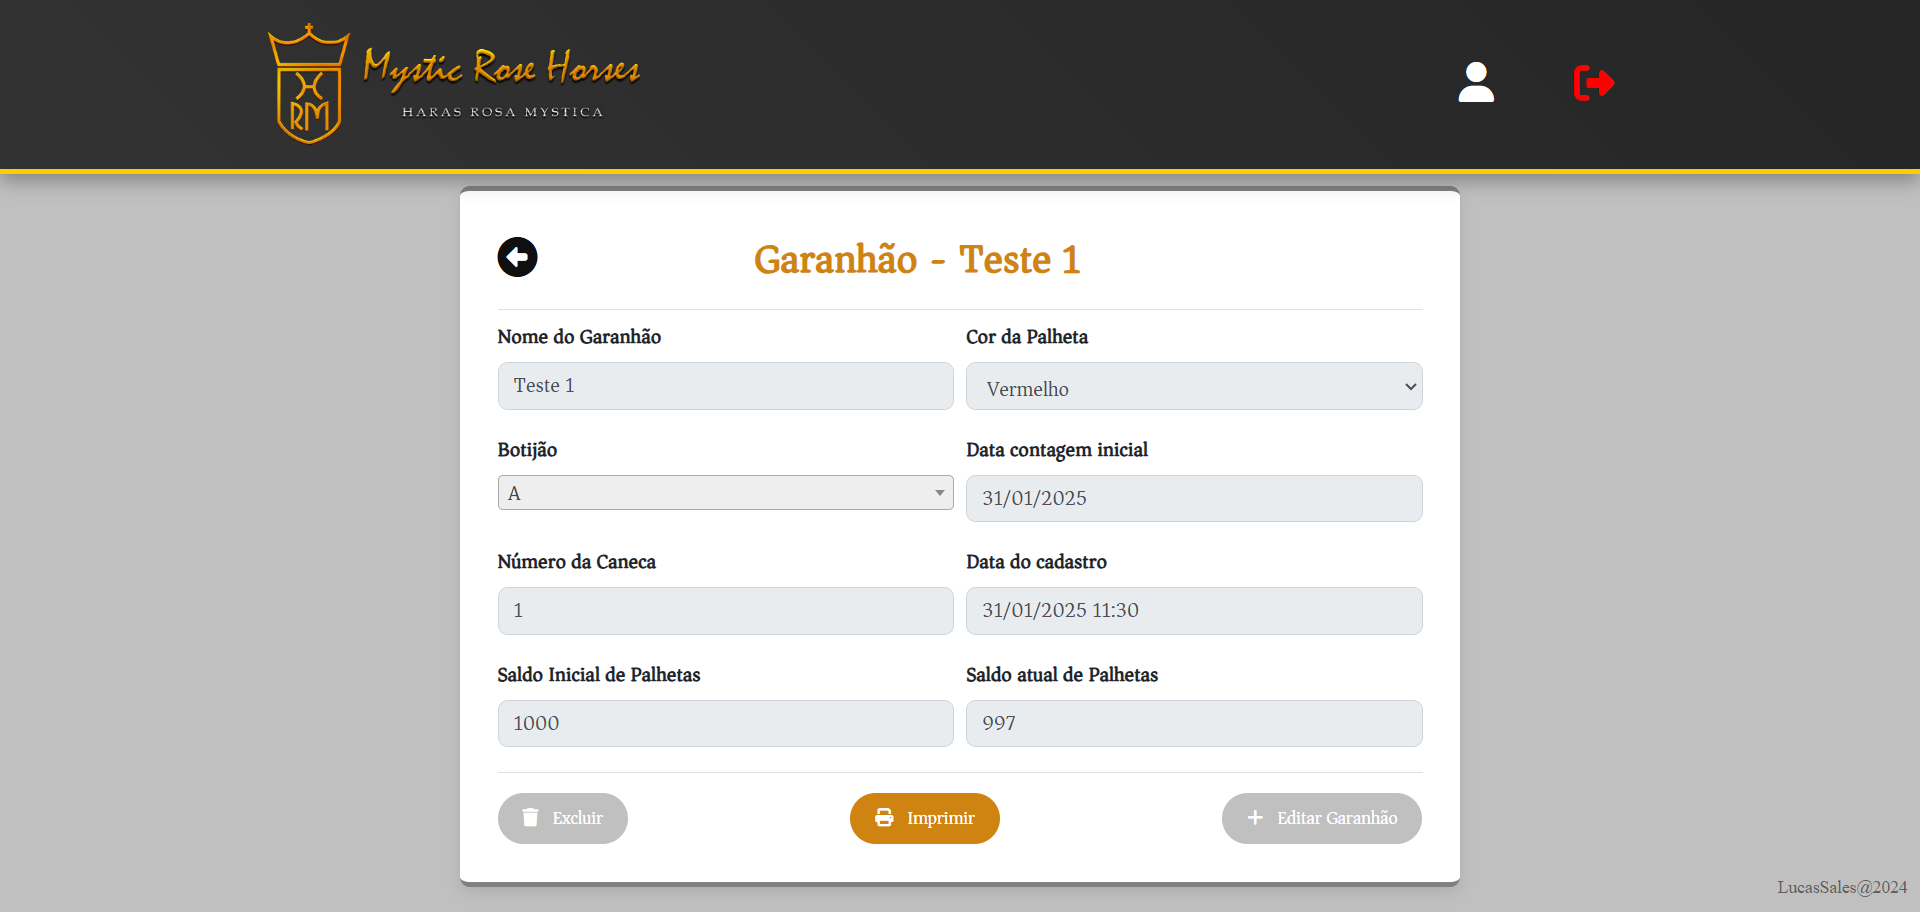 Mystic Rose Horses
HARAS ROSA MYSTICA
RM
Garanhão - Teste 1
Nome do Garanhão
Cor da Palheta
Teste 1
Vermelho
Botijão
Data contagem inicial
A
31/01/2025
Número da Caneca
Data do cadastro
1
31/01/2025 11:30
Saldo Inicial de Palhetas
Saldo atual de Palhetas
1000
997
Excluir
Imprimir
Editar Garanhão
LucasSales@2024